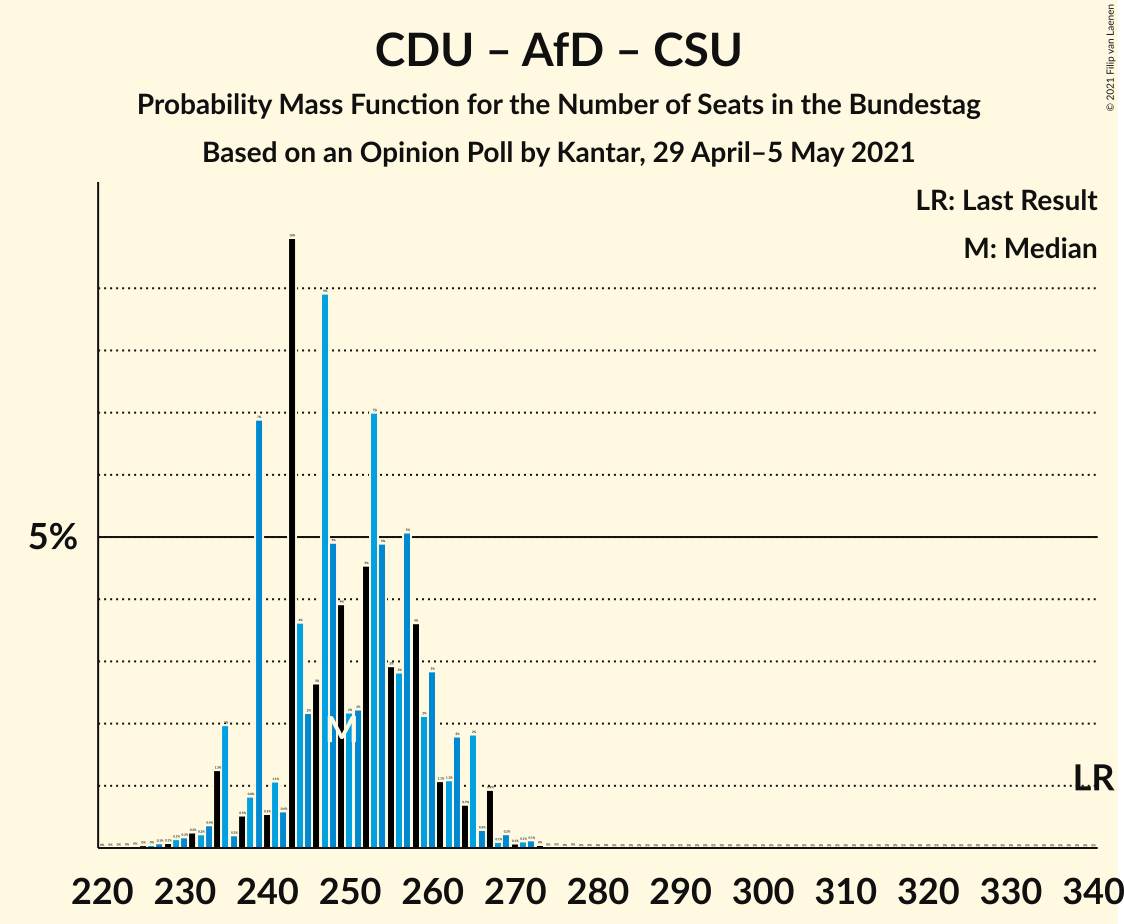 CDU – AfD – CSU
Probability Mass Function for the Number of Seats in the Bundestag
Based on an Opinion Poll by Kantar, 29 April–5 May 2021
© 2021 Filip van Laenen
LR: Last Result
M: Median
5%
M
LR
220 230 240 250 260 270 280 290 300 310 320 330 340